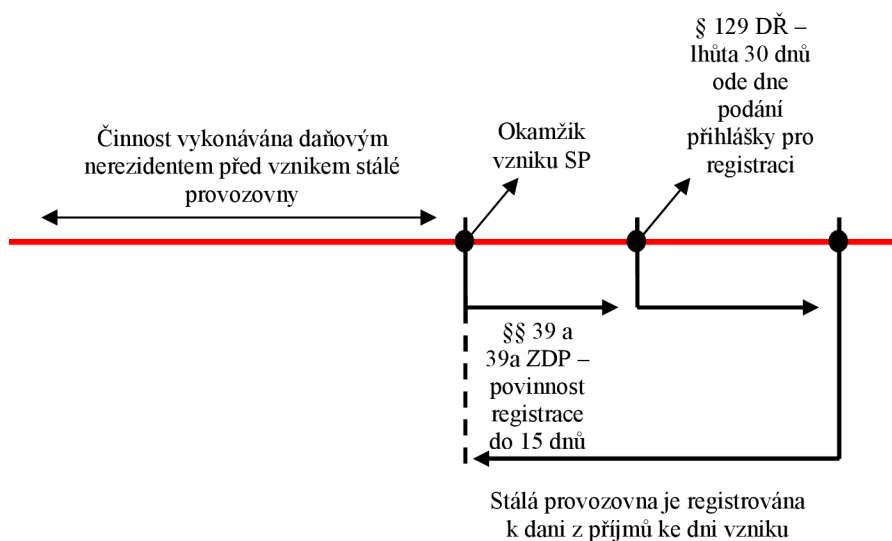 Činnost vykonávána daňovým
nerezidentem před vznikem stálé
provozovny
Okamžik
vzniku SP
§ 129 DŘ –
lhůta 30 dnů
ode dne
podání
přihlášky pro
registraci
§§ 39 a
39a ZDP –
povinnost
registrace
do 15 dnů
Stálá provozovna je registrována
k dani z příjmů ke dni vzniku